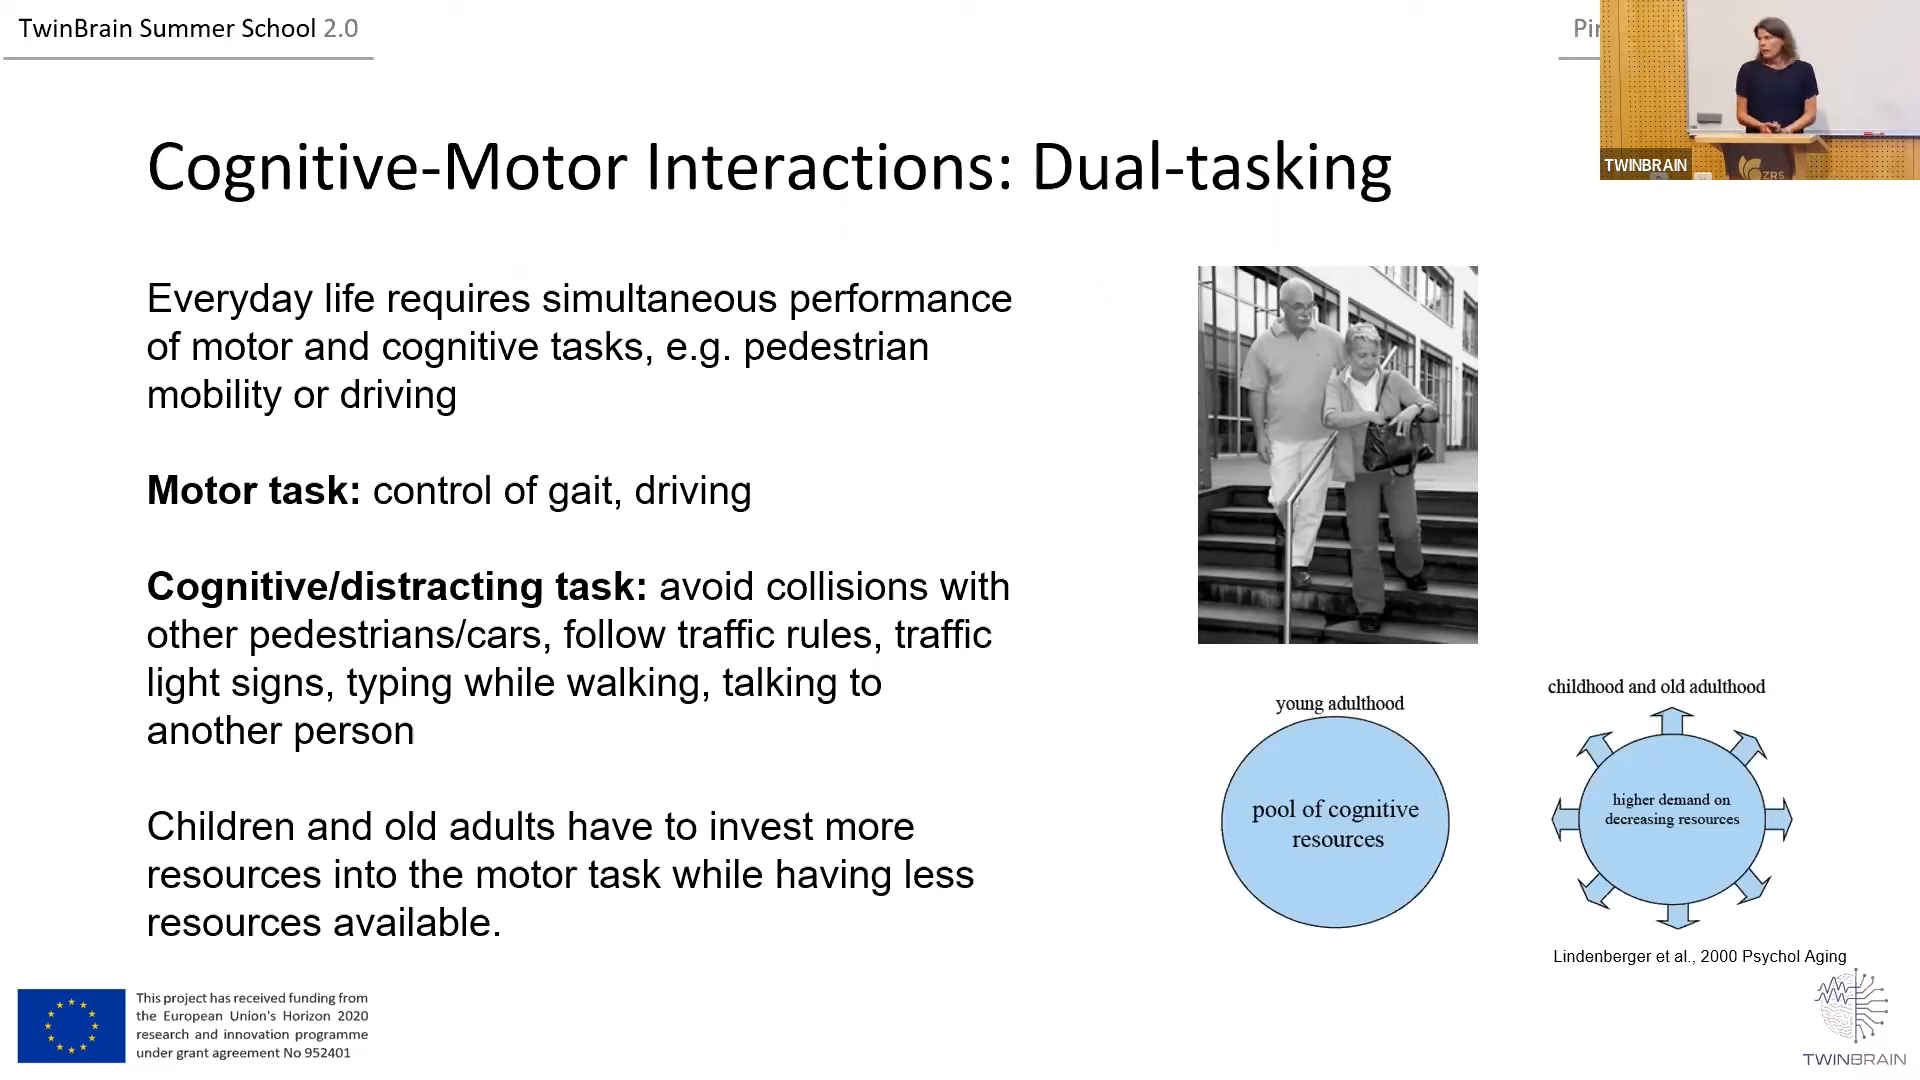 TwinBrain Summer School 2.0
TWINBRAIN
ZRS
Cognitive-Motor Interactions: Dual-tasking
Everyday life requires simultaneous performance
of motor and cognitive tasks, e.g. pedestrian
mobility or driving
Motor task: control of gait, driving
Cognitive/distracting task: avoid collisions with
other pedestrians/cars, follow traffic rules, traffic
light signs, typing while walking, talking to
another person
Children and old adults have to invest more
resources into the motor task while having less
resources available.
young adulthood
pool of cognitive
resources
childhood and old adulthood
higher demand on
decreasing resources
Lindenberger et al., 2000 Psychol Aging
This project has received funding from
the European Union's Horizon 2020
research and innovation programme
under grant agreement No 952401
TWINBRAIN